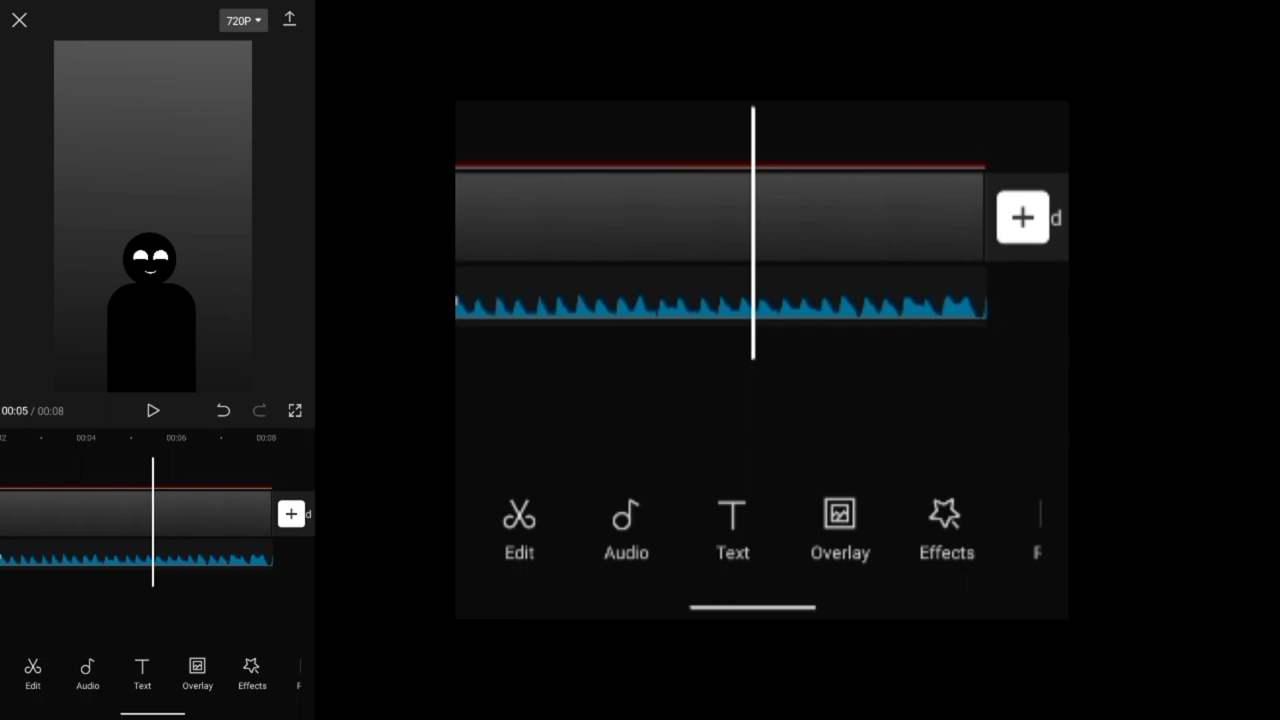 720P
00:05 / 00:08
00:04 00:06 00:08
d
Edit Audio Text Overlay Effects
d
Edit Audio Text Overlay Effects